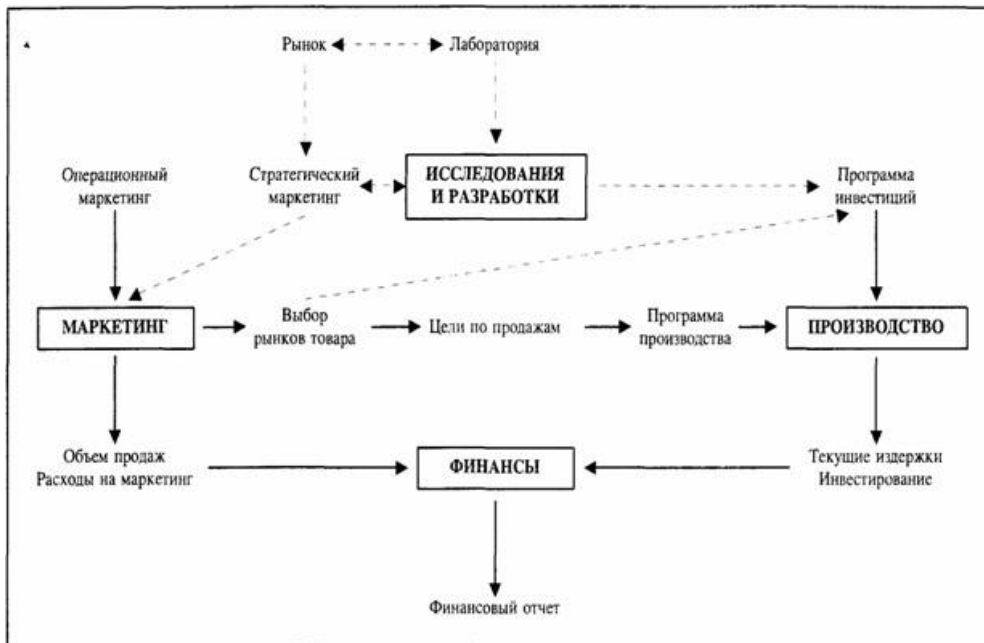 Рынок
Лаборатория
Операционный
маркетинг
Стратегический
маркетинг
ИССЛЕДОВАНИЯ
И РАЗРАБОТКИ
Программа
инвестиций
МАРКЕТИНГ
Выбор
рынков товара
Цели по продажам
Программа
производства
ПРОИЗВОДСТВО
Объем продаж
Расходы на маркетинг
ФИНАНСЫ
Текущие издержки
Инвестирование
Финансовый отчет